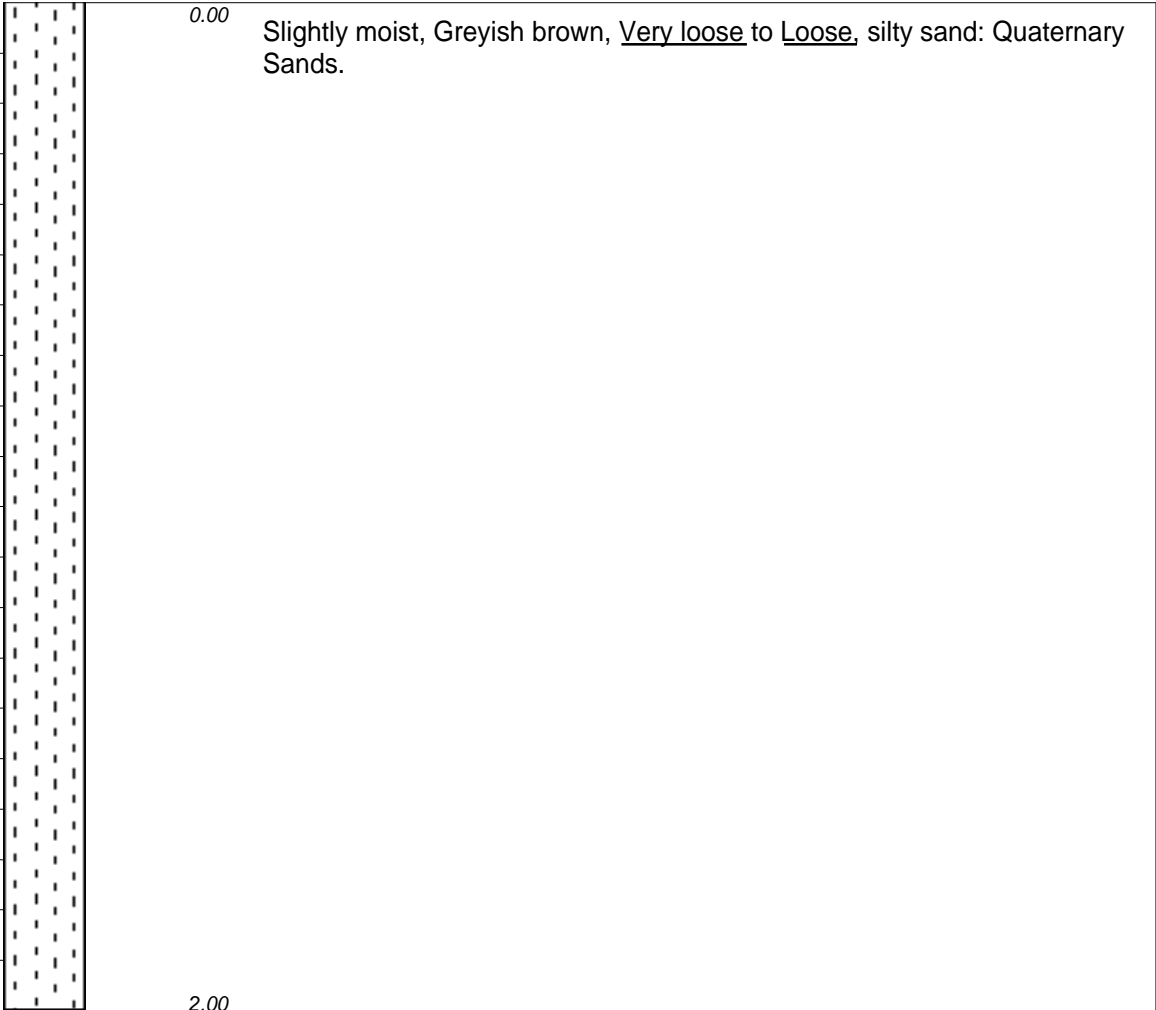 0.00
Slightly moist, Greyish brown, Very loose to Loose, silty sand: Quaternary
Sands.
2.00